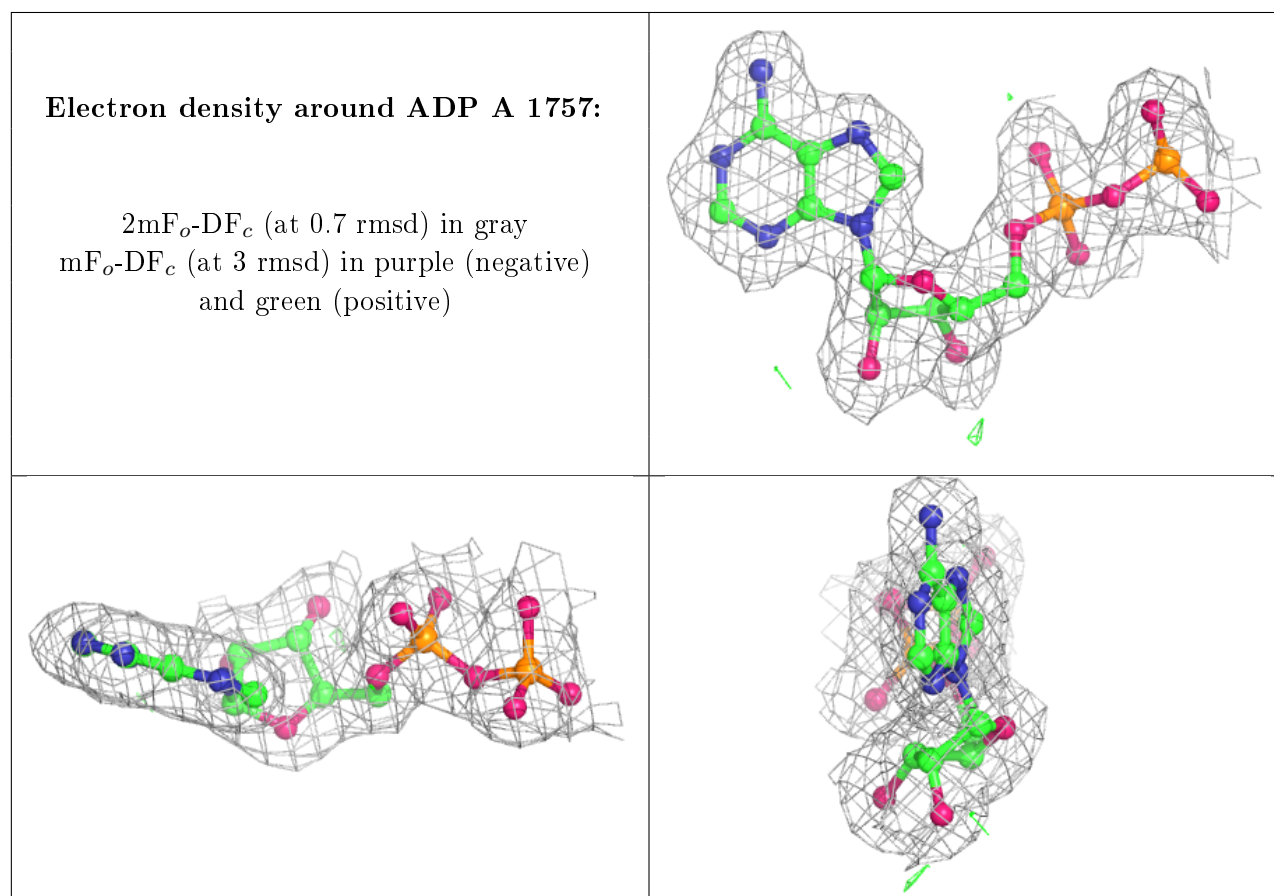 Electron density around ADP A 1757:
2mFₒ-DF𝒸 (at 0.7 rmsd) in gray
mFₒ-DF𝒸 (at 3 rmsd) in purple (negative)
and green (positive)